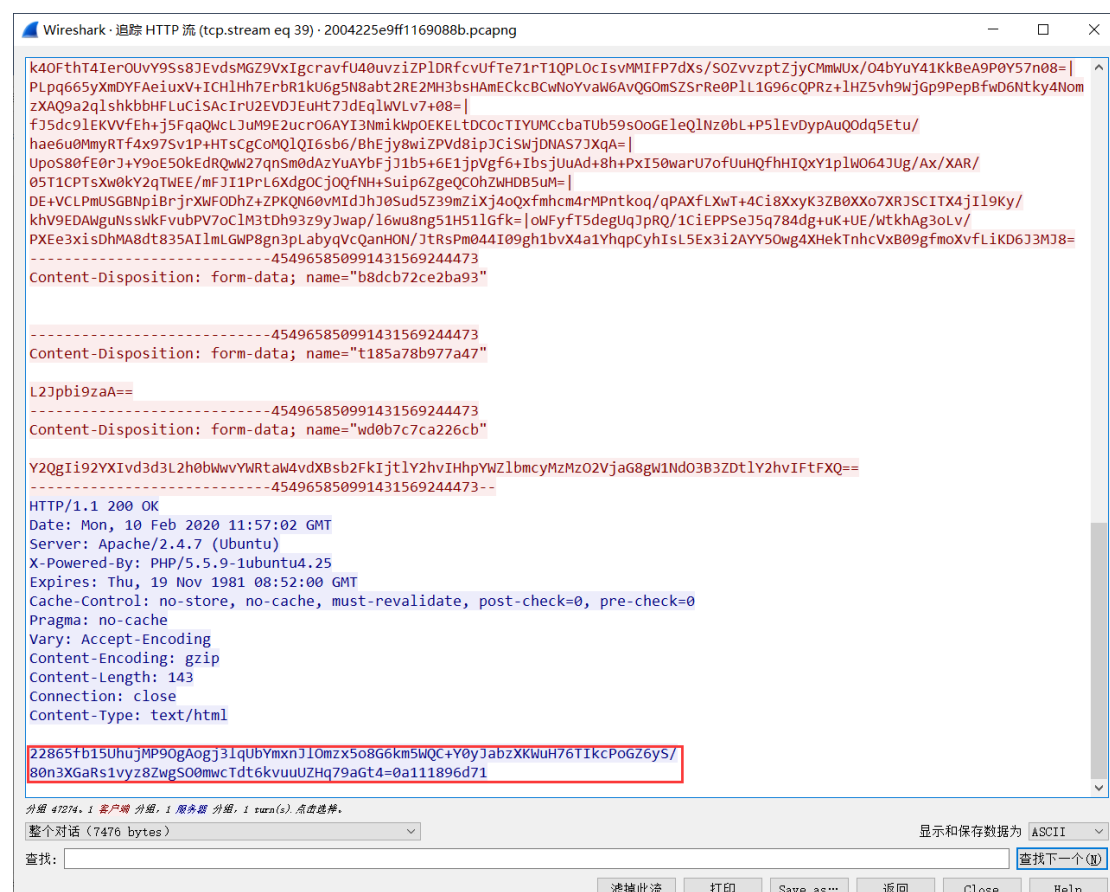 Wireshark · 追踪 HTTP 流 (tcp.stream eq 39) · 2004225e9ff1169088b.pcapng
k4OFthT4IerOUvY9Ss8JEvdsMGZ9VxIgcravfU40uvziZPlDRfcvUfTe71rT1QPLOcIsvMMIFP7dXs/SOZvvzptZjyCMmWUx/O4bYuY41KkBeA9P0Y57n08=|
PLpq665yXmDYFAeiuxV+IChlHh7ErbR1kU6g5N8abt2RE2MH3bsHAmECkcBCwNoYvaW6AvQGOmSZSrRe0PlL1G96cQPRz+lHZ5vh9WjGp9PepBfwD6Ntky4Nom
zXAQ9a2qlshkbbHFLuCiSAcIrU2EVDJEuHt7JdEqlWVLv7+08=|
fJ5dc9lEKVVfEh+j5FqaQWcLJuM9E2ucrO6AYI3NmikWpOEKELtDCOcTIYUMCcbaTUb59sOoGEleQlNz0bL+P5lEvDypAuQOdq5Etu/
hae6u0MmyRTf4x97Sv1P+HTsCgCoMQlQI6sb6/BhEjy8wiZPVd8ipJCiSWjDNAS7JXqA=|
UpoS80fE0rJ+Y9oE5OkEdRQwW27qnSm0dAzYuAYbFjJ1b5+6E1jpVgf6+IbsjUuAd+8h+PxI50warU7ofUuHQfhHIQxY1plWO64JUg/Ax/XAR/
05T1CPTsXw0kY2qTWEE/mFJI1PrL6XdgOCjOQfNH+Suip6ZgeQCOhZWHDB5uM=|
DE+VCLPmUSGBNpiBrjrXWFODhZ+ZPKQN60vMIdJhJ0Sud5Z39mZiXj4oQxfmhcm4rMPntkoq/qPAXfLXwT+4Ci8XxyK3ZB0XXo7XRJSCITX4jIl9Ky/
khV9EDAWguNssWkFvubPV7oClM3tDh93z9yJwap/l6wu8ng51H51lGfk=|oWFyfT5degUqJpRQ/1CiEPPSeJ5q784dg+uK+UE/WtkhAg3oLv/
PXEe3xisDhMA8dt835AIlmLGWP8gn3pLabyqVcQanHON/JtRsPm044I09gh1bvX4a1YhqpCyhIsL5Ex3i2AYY5Owg4XHekTnhcVxB09gfmoXvfLiKD6J3MJ8=
-----------------------------454965850991431569244473
Content-Disposition: form-data; name="b8dcb72ce2ba93"
-----------------------------454965850991431569244473
Content-Disposition: form-data; name="t185a78b977a47"
L2Jpbi9zaA==
-----------------------------454965850991431569244473
Content-Disposition: form-data; name="wd0b7c7ca226cb"
Y2QgIi92YXIvd3d3L2h0bWwvYWRtaW4vdXBsb2FkIjtlY2hvIHhpYWZlbmcyMzMzO2VjaG8gW1NdO3B3ZDtlY2hvIFtFXQ==
-----------------------------454965850991431569244473--
HTTP/1.1 200 OK
Date: Mon, 10 Feb 2020 11:57:02 GMT
Server: Apache/2.4.7 (Ubuntu)
X-Powered-By: PHP/5.5.9-1ubuntu4.25
Expires: Thu, 19 Nov 1981 08:52:00 GMT
Cache-Control: no-store, no-cache, must-revalidate, post-check=0, pre-check=0
Pragma: no-cache
Vary: Accept-Encoding
Content-Encoding: gzip
Content-Length: 143
Connection: close
Content-Type: text/html
22865fb15UhujMP9OgAogj3lqUbYmxnJlOmzx5o8G6km5WQC+Y0yJabzXKWuH76TIkcPoGZ6yS/
80n3XGaRs1vyz8ZwgSO0mwcTdt6kvuuUZHq79aGt4=0a111896d71
分组 47274。1 客户端 分组, 1 服务器 分组, 1 turn(s). 点击选择。
整个对话（7476 bytes） 显示和保存数据为 ASCII
查找: 查找下一个(N)
滤掉此流 打印 Save as… 返回 Close Help